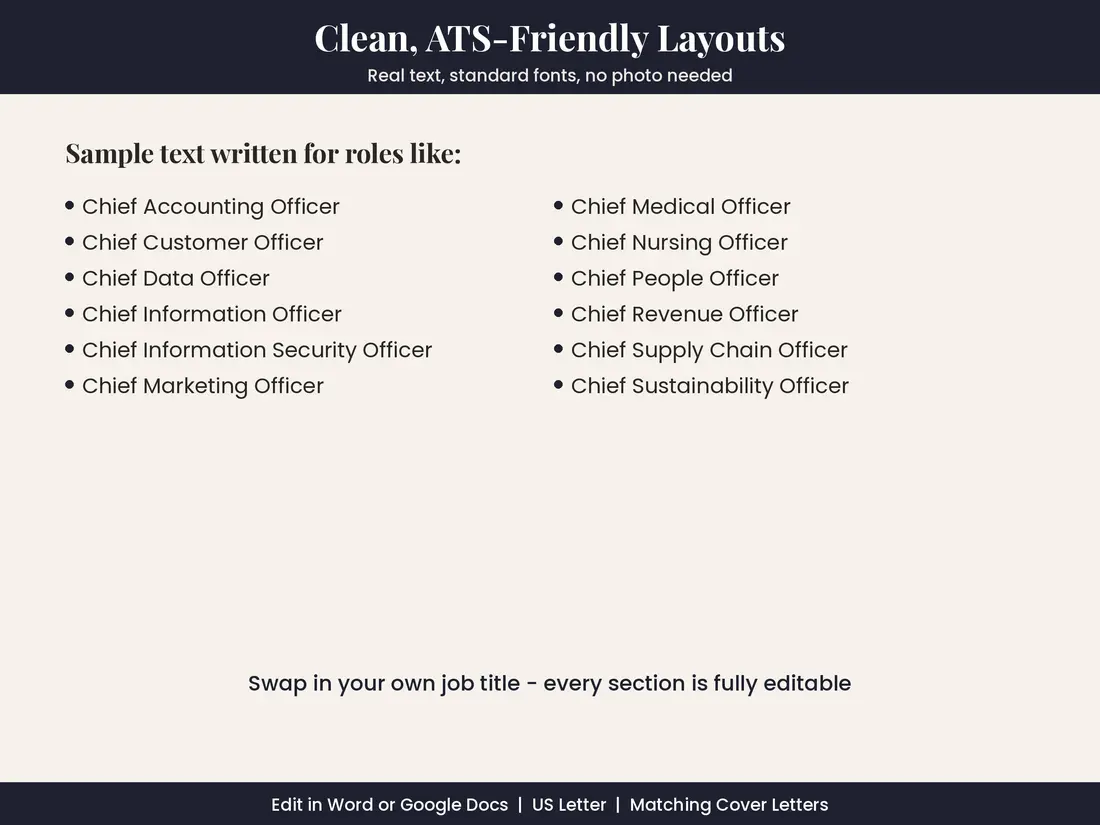 Clean, ATS-Friendly Layouts
Real text, standard fonts, no photo needed
Sample text written for roles like:
• Chief Accounting Officer
• Chief Customer Officer
• Chief Data Officer
• Chief Information Officer
• Chief Information Security Officer
• Chief Marketing Officer
• Chief Medical Officer
• Chief Nursing Officer
• Chief People Officer
• Chief Revenue Officer
• Chief Supply Chain Officer
• Chief Sustainability Officer
Swap in your own job title - every section is fully editable
Edit in Word or Google Docs | US Letter | Matching Cover Letters